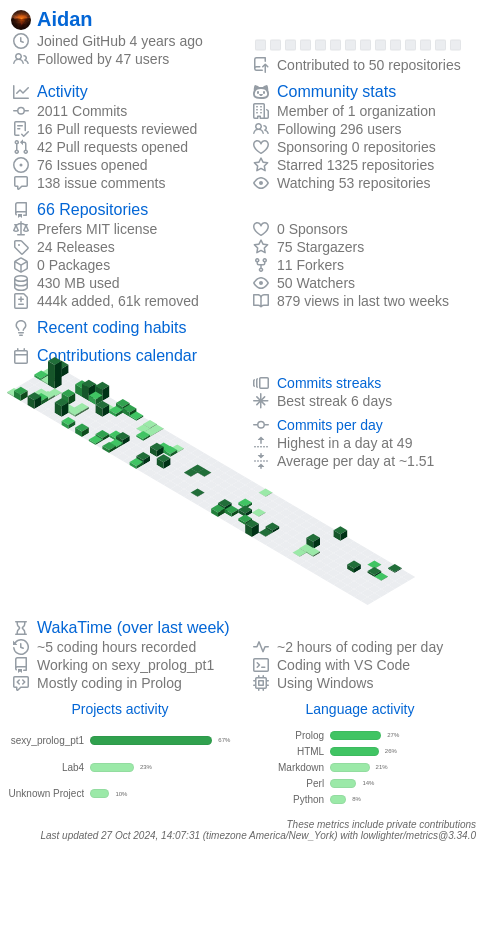 Aidan
Joined GitHub 4 years ago
Followed by 47 users
Contributed to 50 repositories
Activity
2011 Commits
16 Pull requests reviewed
42 Pull requests opened
76 Issues opened
138 issue comments
Community stats
Member of 1 organization
Following 296 users
Sponsoring 0 repositories
Starred 1325 repositories
Watching 53 repositories
66 Repositories
Prefers MIT license
24 Releases
0 Packages
430 MB used
444k added, 61k removed
0 Sponsors
75 Stargazers
11 Forkers
50 Watchers
879 views in last two weeks
Recent coding habits
Contributions calendar
Commits streaks
Best streak 6 days
Commits per day
Highest in a day at 49
Average per day at ~1.51
WakaTime (over last week)
~5 coding hours recorded
Working on sexy_prolog_pt1
Mostly coding in Prolog
~2 hours of coding per day
Coding with VS Code
Using Windows
Projects activity
sexy_prolog_pt1 67%
Lab4 23%
Unknown Project 10%
Language activity
Prolog 27%
HTML 26%
Markdown 21%
Perl 14%
Python 8%
These metrics include private contributions
Last updated 27 Oct 2024, 14:07:31 (timezone America/New_York) with lowlighter/metrics@3.34.0